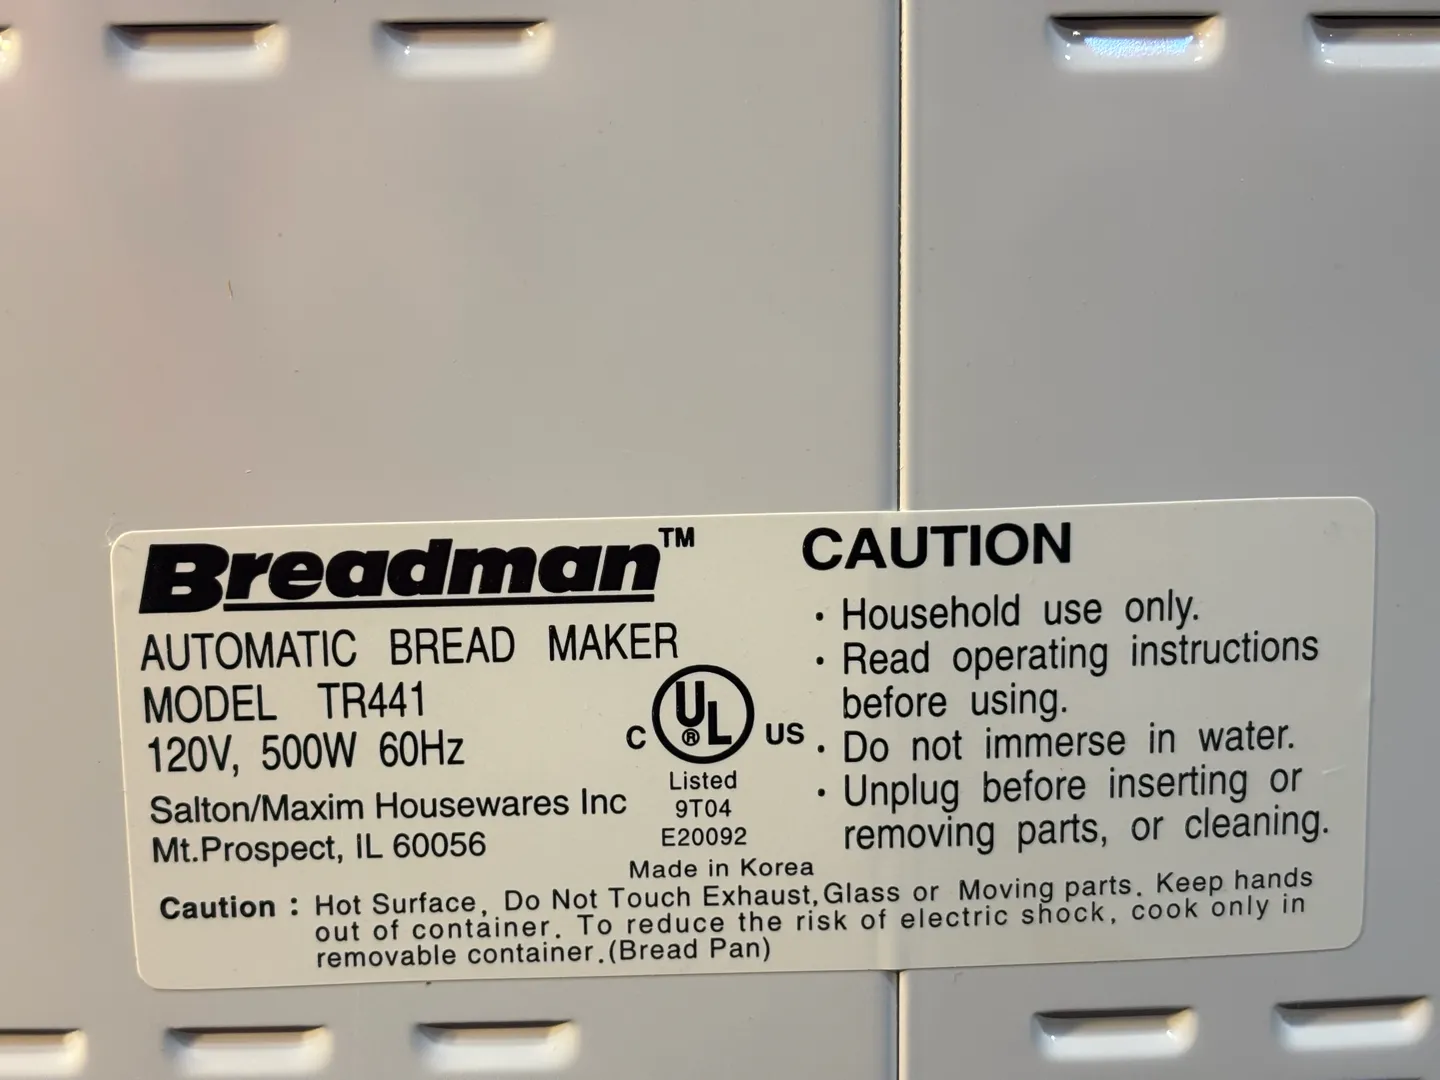 Breadman™
AUTOMATIC BREAD MAKER
MODEL TR441
120V, 500W 60Hz
Salton/Maxim Housewares Inc
Mt.Prospect, IL 60056
C UL® US
Listed
9T04
E20092
Made in Korea
CAUTION
· Household use only.
· Read operating instructions
before using.
· Do not immerse in water.
· Unplug before inserting or
removing parts, or cleaning.
Caution : Hot Surface, Do Not Touch Exhaust,Glass or Moving parts. Keep hands
out of container. To reduce the risk of electric shock, cook only in
removable container.(Bread Pan)